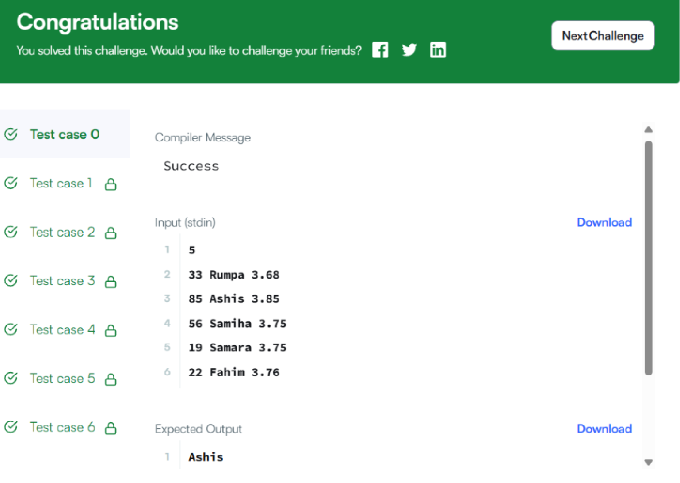 Congratulations
You solved this challenge. Would you like to challenge your friends?
Next Challenge
Test case 0
Test case 1
Test case 2
Test case 3
Test case 4
Test case 5
Test case 6
Compiler Message
Success
Input (stdin)
Download
1 5
2 33 Rumpa 3.68
3 85 Ashis 3.85
4 56 Samiha 3.75
5 19 Samara 3.75
6 22 Fahim 3.76
Expected Output
Download
1 Ashis